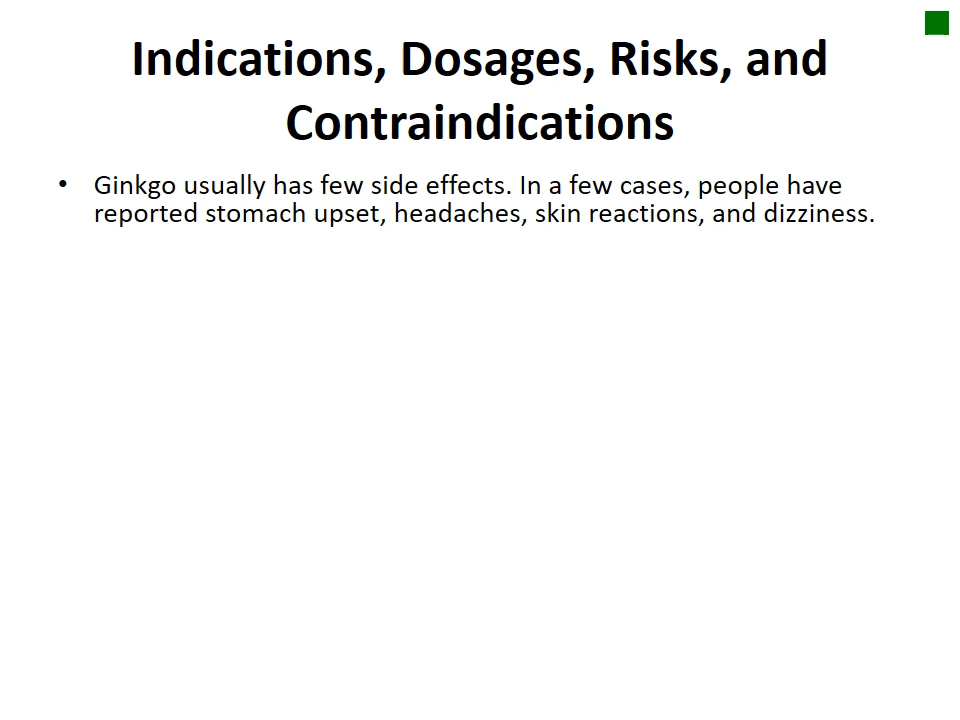 Indications, Dosages, Risks, and
Contraindications
• Ginkgo usually has few side effects. In a few cases, people have
reported stomach upset, headaches, skin reactions, and dizziness.